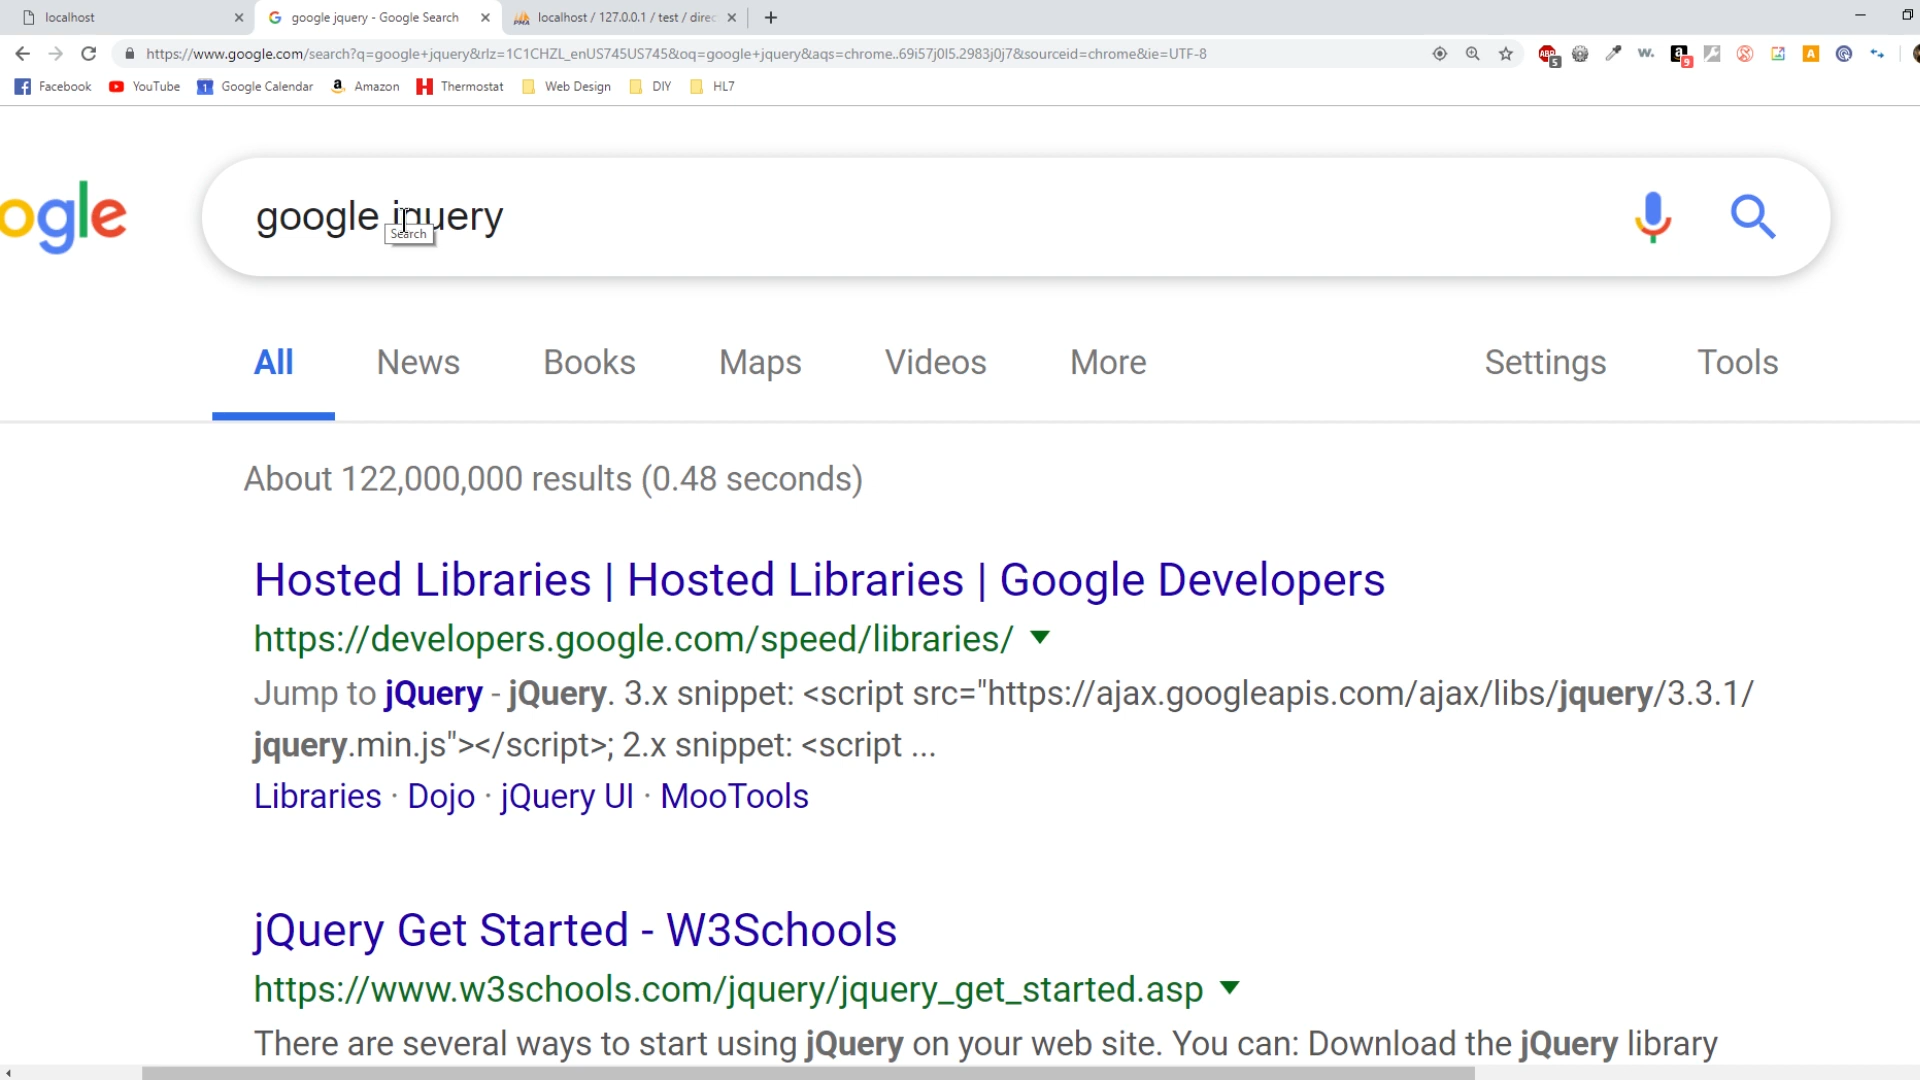 localhost
google jquery - Google Search
localhost / 127.0.0.1 / test / direc
https://www.google.com/search?q=google+jquery&rlz=1C1CHZL_enUS745US745&oq=google+jquery&aqs=chrome..69i57j0l5.2983j0j7&sourceid=chrome&ie=UTF-8
Facebook YouTube Google Calendar Amazon Thermostat Web Design DIY HL7
ogle
google jquery
Search
All News Books Maps Videos More Settings Tools
About 122,000,000 results (0.48 seconds)
Hosted Libraries | Hosted Libraries | Google Developers
https://developers.google.com/speed/libraries/
Jump to jQuery - jQuery. 3.x snippet: <script src="https://ajax.googleapis.com/ajax/libs/jquery/3.3.1/
jquery.min.js"></script>; 2.x snippet: <script ...
Libraries · Dojo · jQuery UI · MooTools
jQuery Get Started - W3Schools
https://www.w3schools.com/jquery/jquery_get_started.asp
There are several ways to start using jQuery on your web site. You can: Download the jQuery library